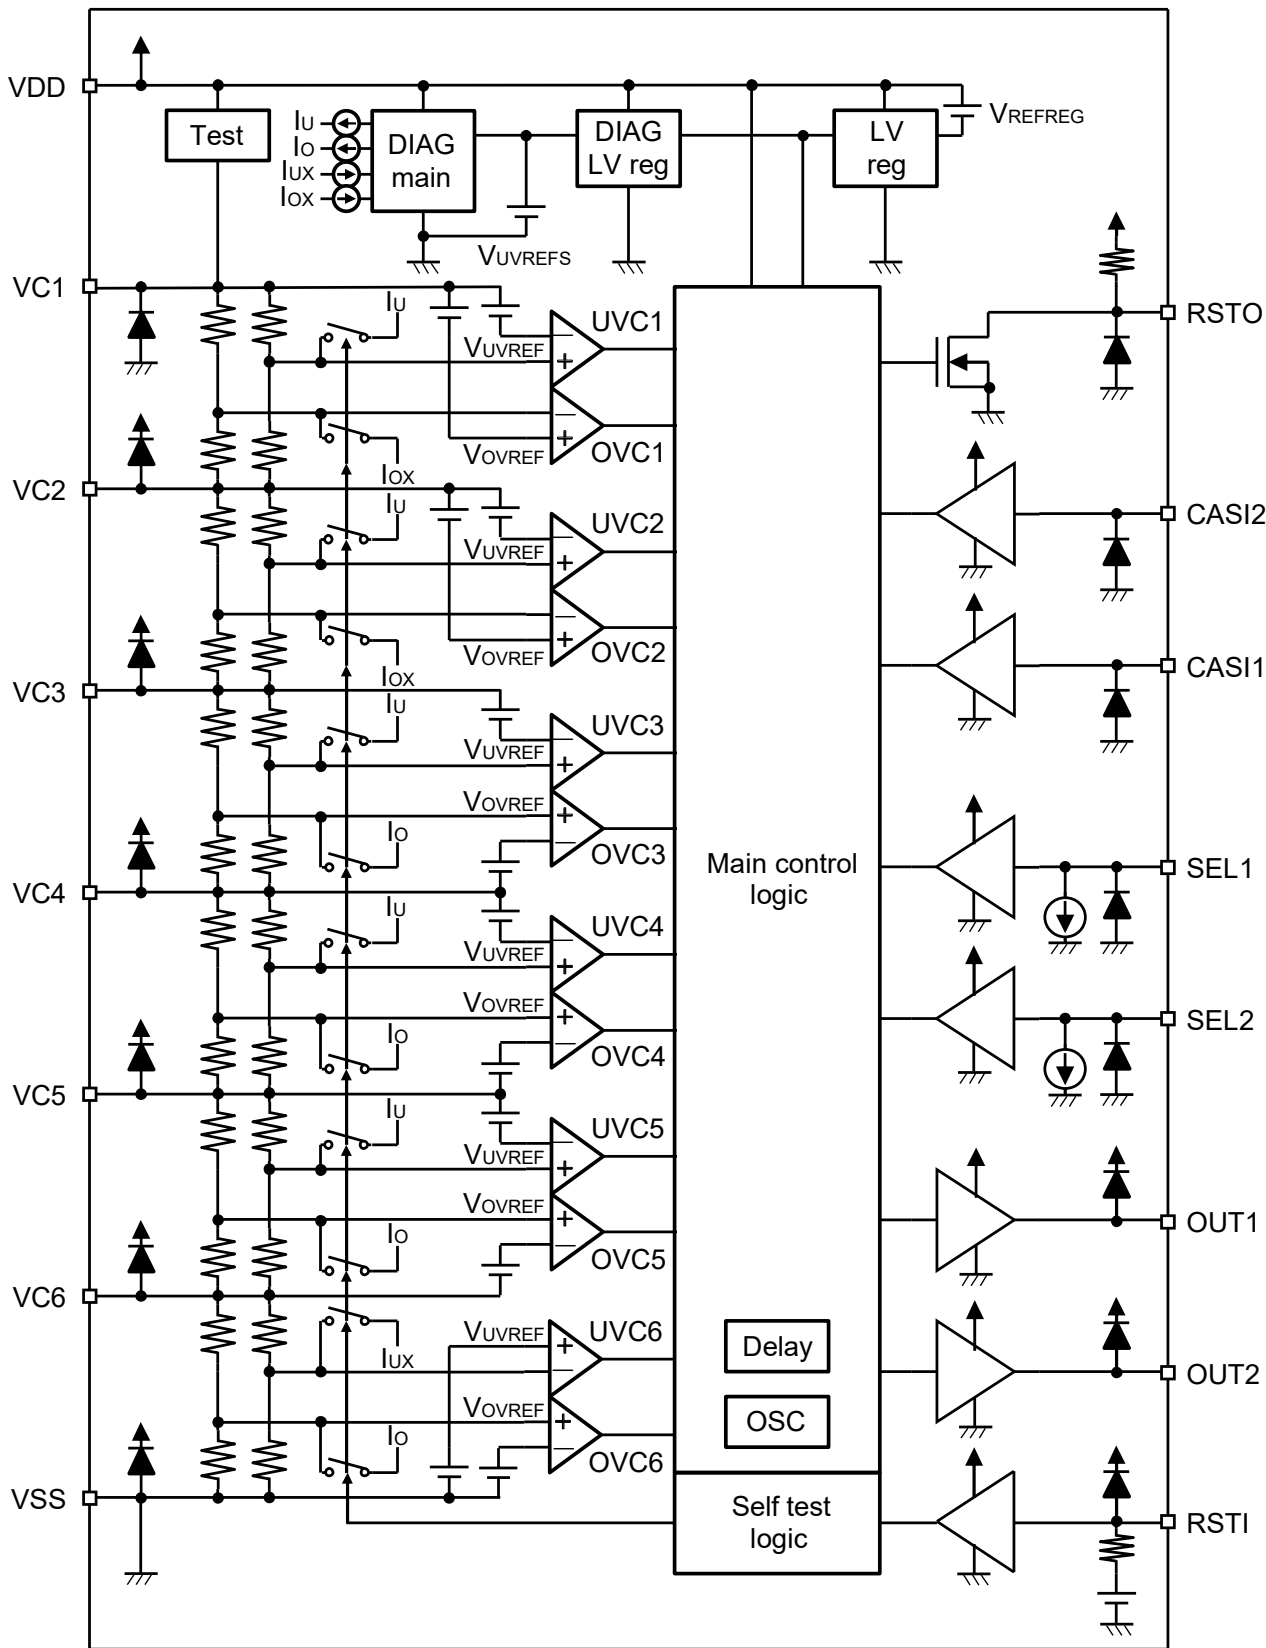 VDD
Test
IU
IO
IUX
IOX
DIAG
main
DIAG
LV reg
LV
reg
VREFREG
VUVREFS
VC1
IU
UVC1
VUVREF
VOVREF
OVC1
IOX
RSTO
VC2
IU
UVC2
VUVREF
VOVREF
OVC2
IOX
CASI2
CASI1
VC3
IU
UVC3
VUVREF
VOVREF
IO
OVC3
Main control
logic
SEL1
VC4
IU
UVC4
VUVREF
VOVREF
IO
OVC4
SEL2
VC5
IU
UVC5
VUVREF
VOVREF
IO
OVC5
OUT1
VC6
VUVREF
UVC6
IUX
Delay
OUT2
VOVREF
IO
OVC6
OSC
VSS
Self test
logic
RSTI